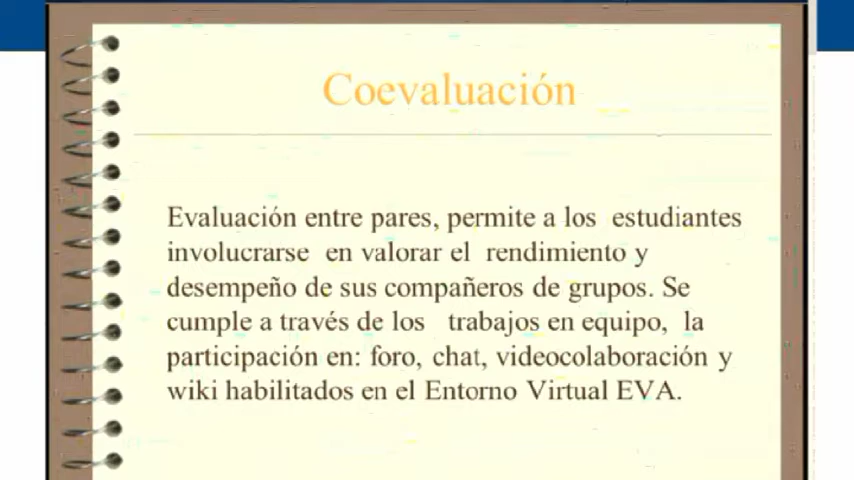 Coevaluación
Evaluación entre pares, permite a los estudiantes
involucrarse en valorar el rendimiento y
desempeño de sus compañeros de grupos. Se
cumple a través de los trabajos en equipo, la
participación en: foro, chat, videocolaboración y
wiki habilitados en el Entorno Virtual EVA.